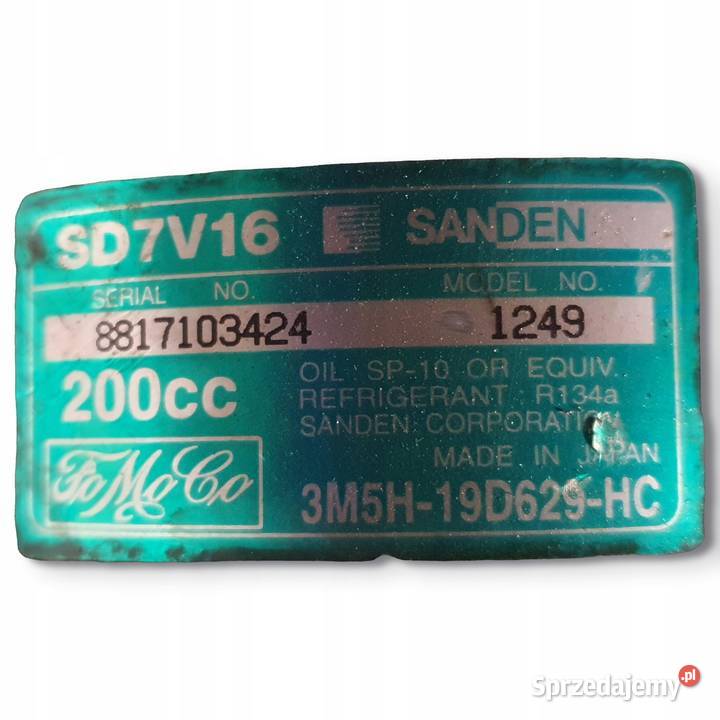 SD7V16 SANDEN
SERIAL NO. MODEL NO.
8817103424 1249
200cc
OIL SP-10 OR EQUIV.
REFRIGERANT R134a
SANDEN CORPORATION
MADE IN JAPAN
FoMoCo
3M5H-19D629-HC
Sprzedajemy.pl